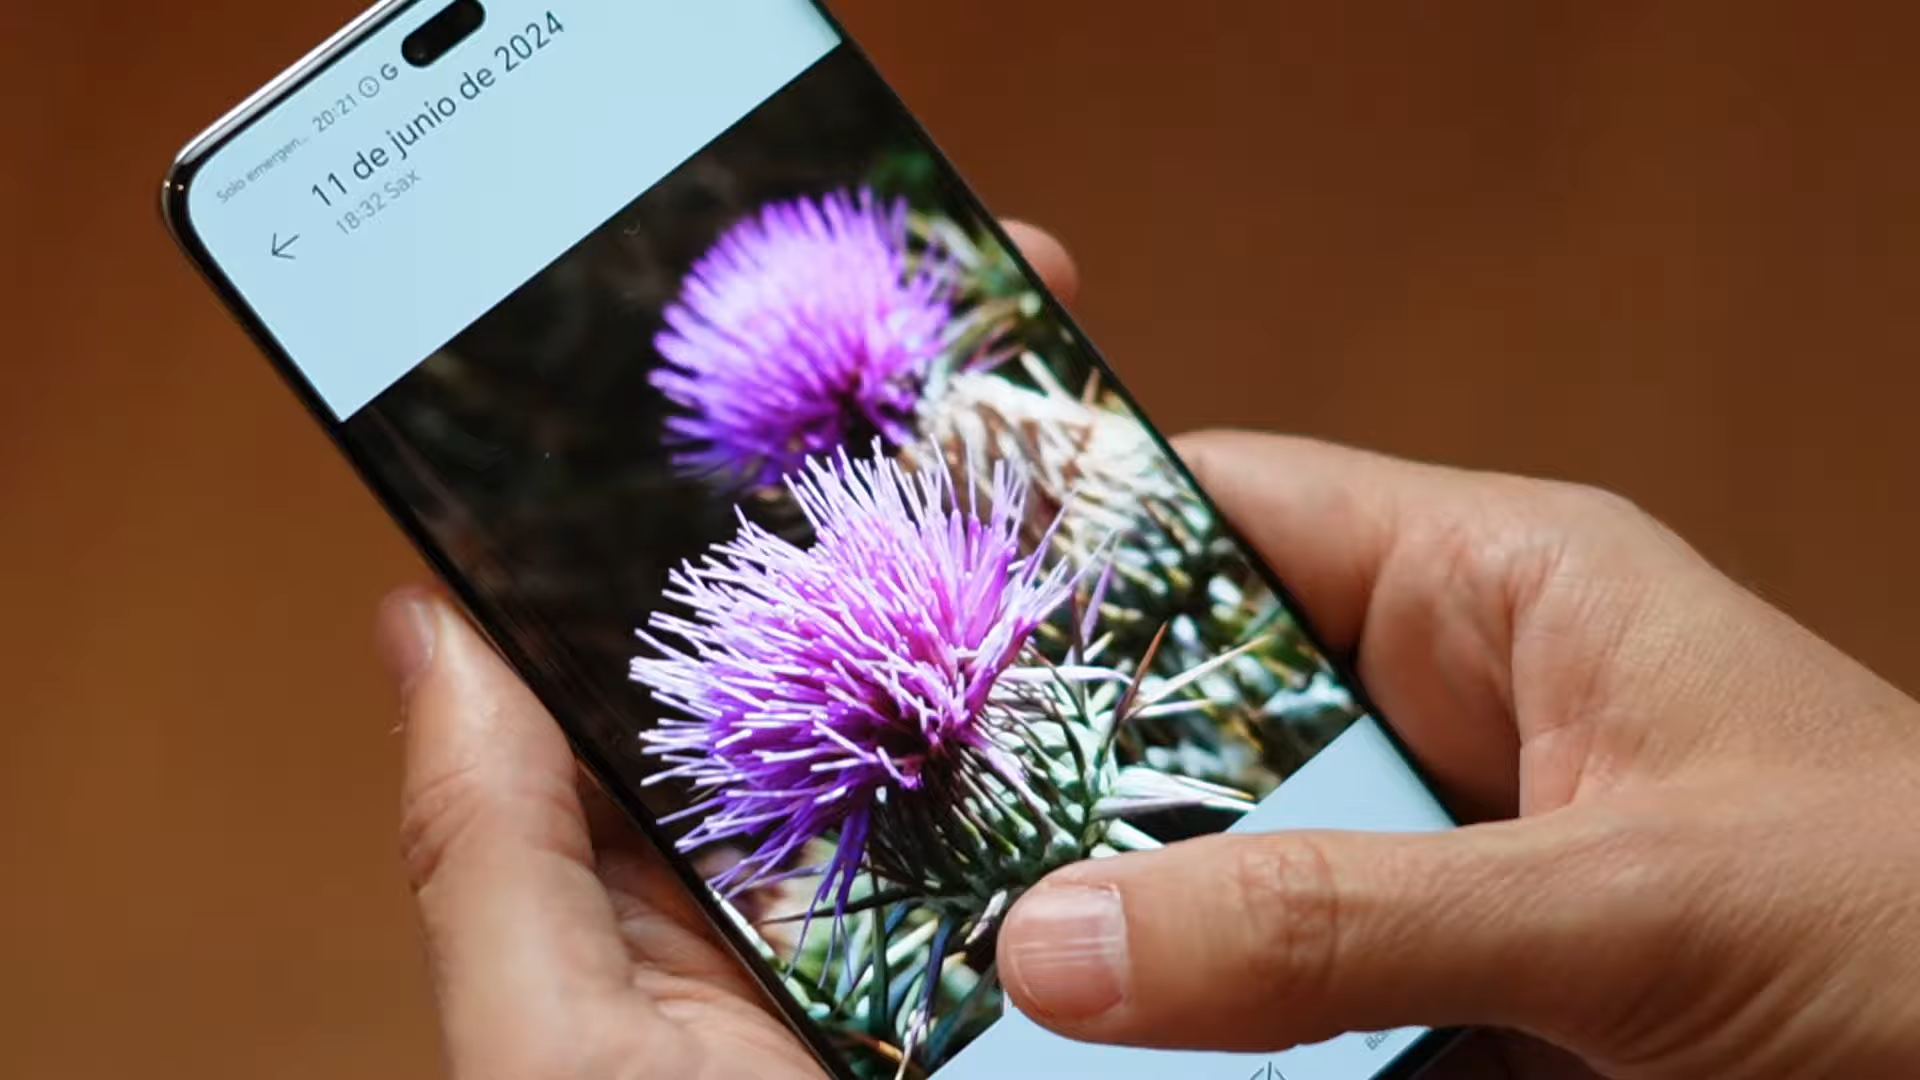 Solo emergen... 20:21 G
11 de junio de 2024
18:32 Sax